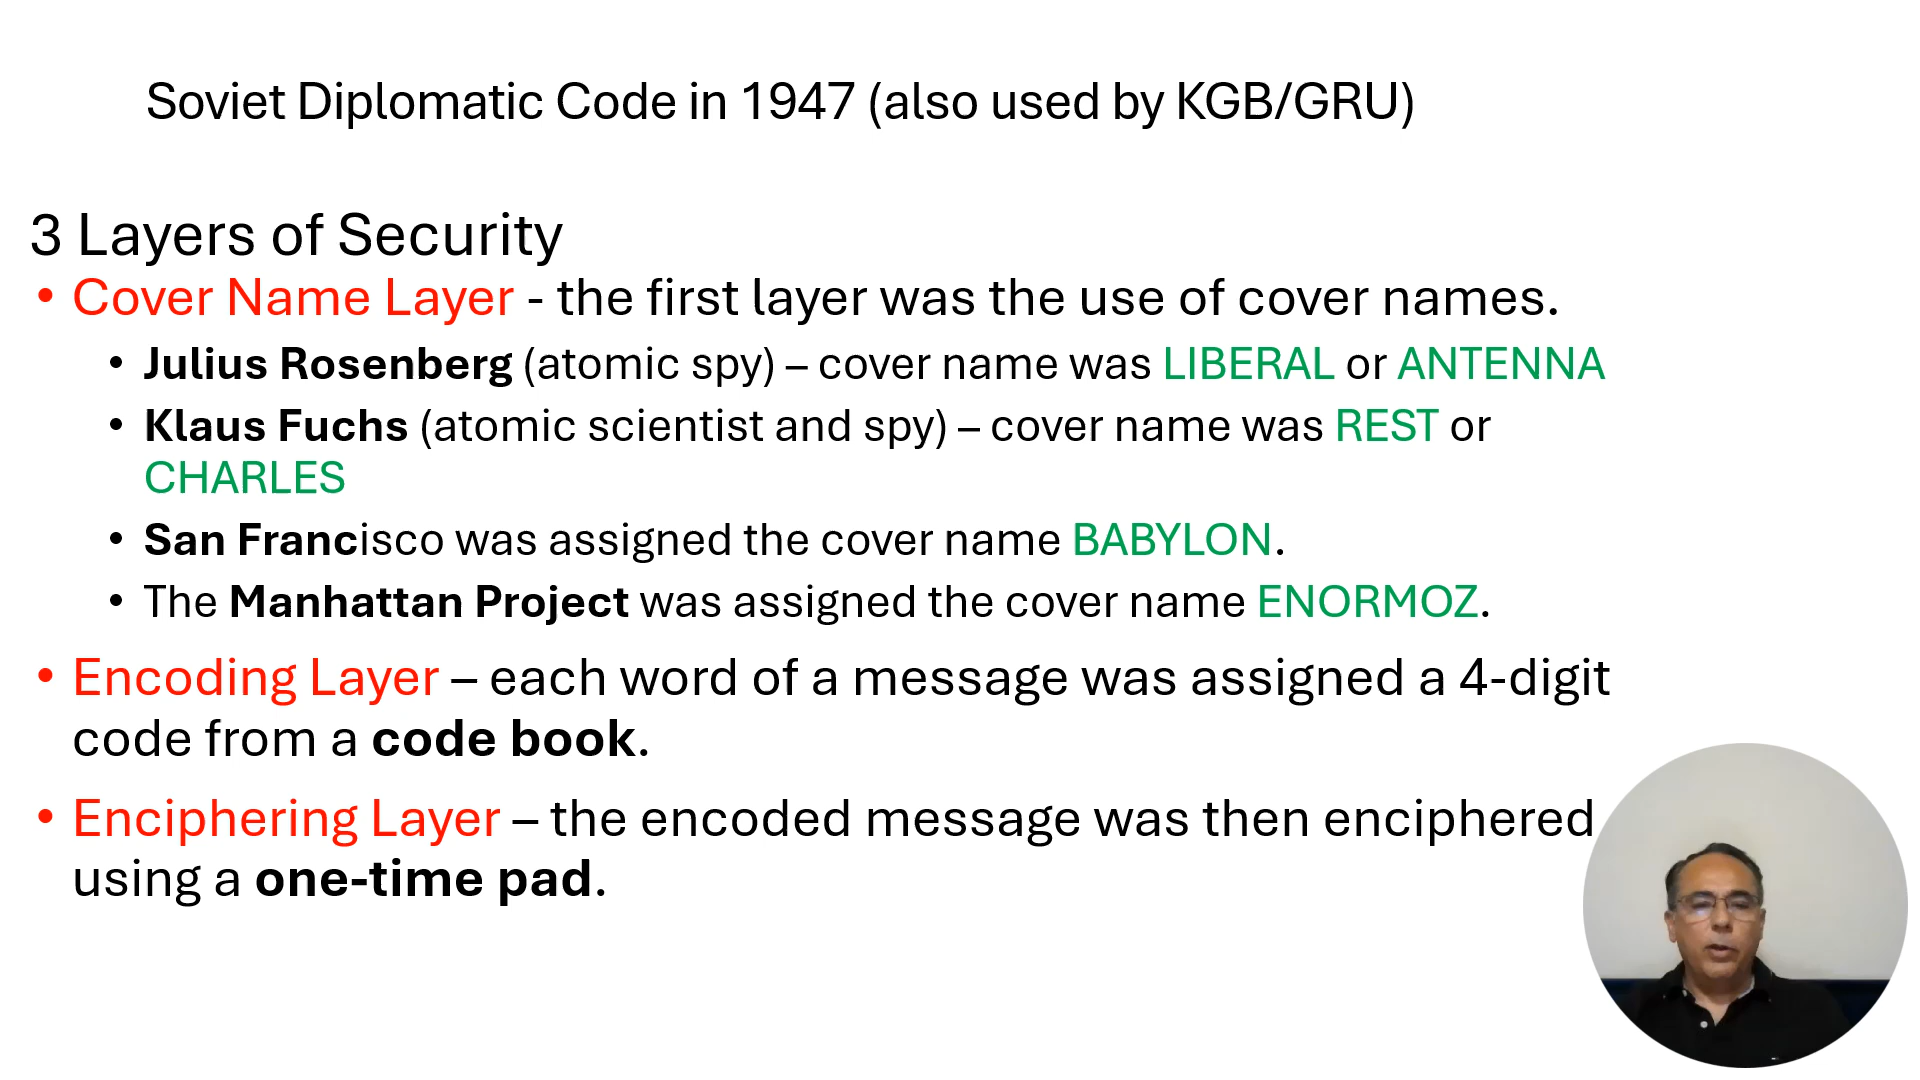 Soviet Diplomatic Code in 1947 (also used by KGB/GRU)
3 Layers of Security
• Cover Name Layer - the first layer was the use of cover names.
• Julius Rosenberg (atomic spy) – cover name was LIBERAL or ANTENNA
• Klaus Fuchs (atomic scientist and spy) – cover name was REST or
CHARLES
• San Francisco was assigned the cover name BABYLON.
• The Manhattan Project was assigned the cover name ENORMOZ.
• Encoding Layer – each word of a message was assigned a 4-digit
code from a code book.
• Enciphering Layer – the encoded message was then enciphered
using a one-time pad.